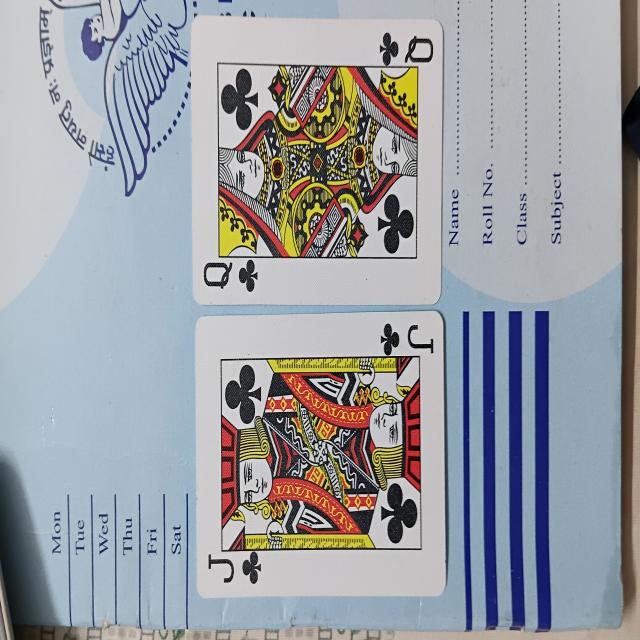 Q
Q
J
J
Name
Roll No.
Class
Subject
Mon
Tue
Wed
Thu
Fri
Sat